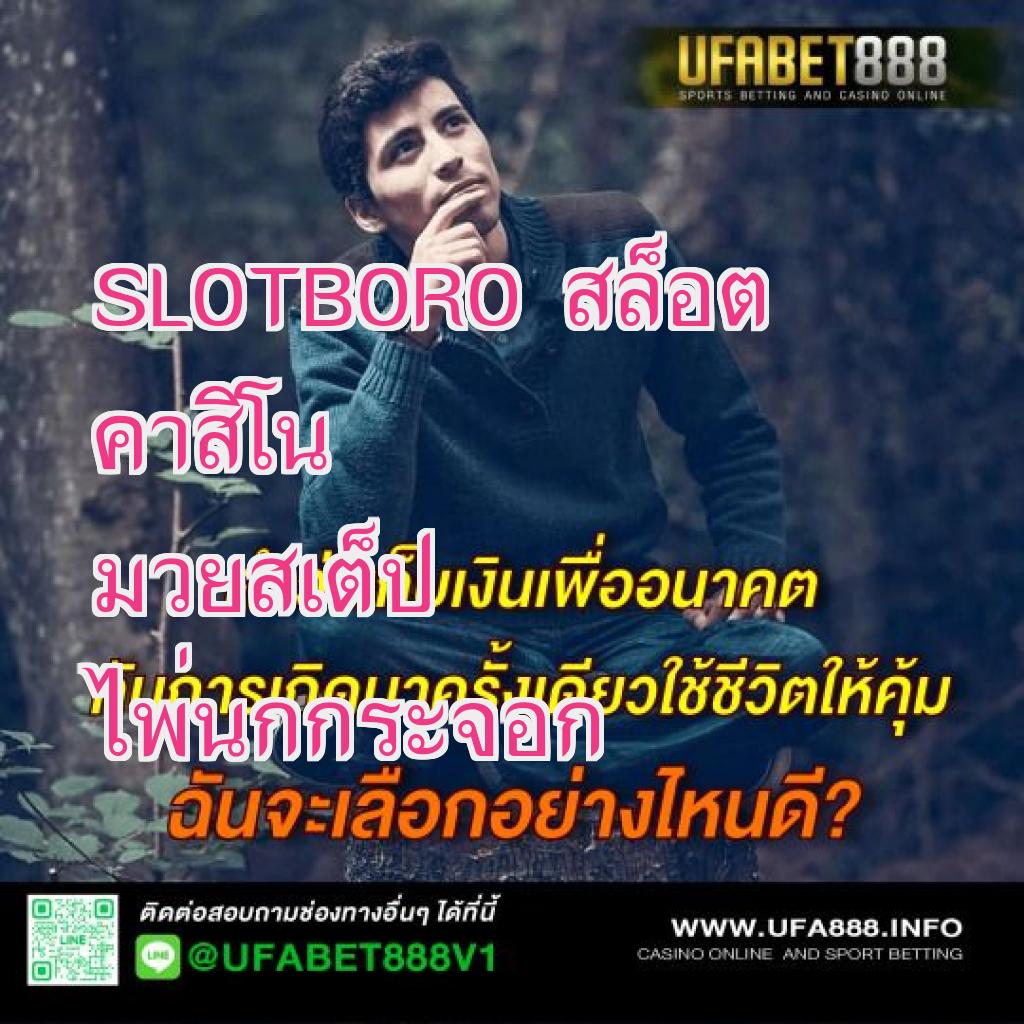 UFABET888
SPORTS BETTING AND CASINO ONLINE
SLOTBORO สล็อต
คาสิโน
มวยสเต็ป
เงินเพื่ออนาคต
ไพ่นกกระจอก
ใช้ชีวิตให้คุ้ม
ฉันจะเลือกอย่างไหนดี?
ติดต่อสอบถามช่องทางอื่นๆ ได้ที่นี้
LINE
LINE
@UFABET888V1
WWW.UFA888.INFO
CASINO ONLINE AND SPORT BETTING